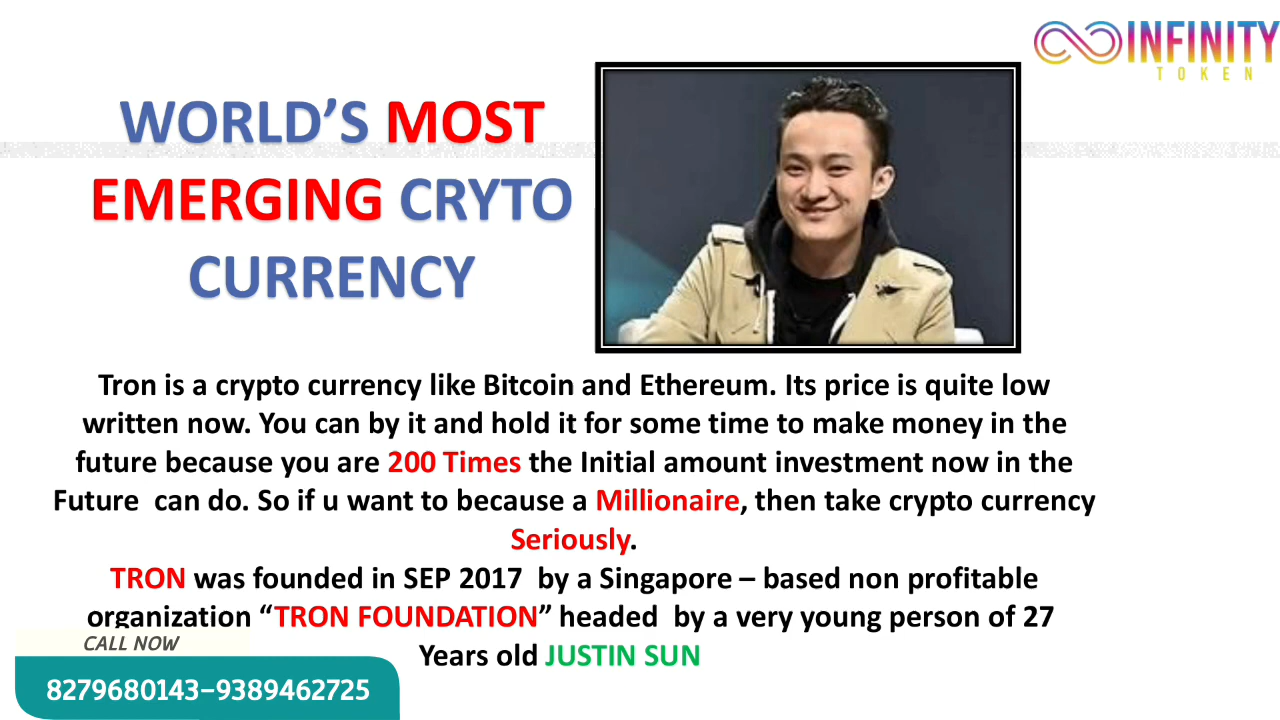 INFINITY
TOKEN
WORLD’S MOST
EMERGING CRYTO
CURRENCY
Tron is a crypto currency like Bitcoin and Ethereum. Its price is quite low
written now. You can by it and hold it for some time to make money in the
future because you are 200 Times the Initial amount investment now in the
Future can do. So if u want to because a Millionaire, then take crypto currency
Seriously.
TRON was founded in SEP 2017 by a Singapore – based non profitable
organization “TRON FOUNDATION” headed by a very young person of 27
Years old JUSTIN SUN
CALL NOW
8279680143-9389462725